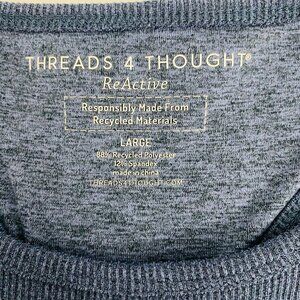 THREADS 4 THOUGHT®
ReActive
Responsibly Made From
Recycled Materials
LARGE
88% Recycled Polyester
12% Spandex
made in china
THREADS4THOUGHT.COM